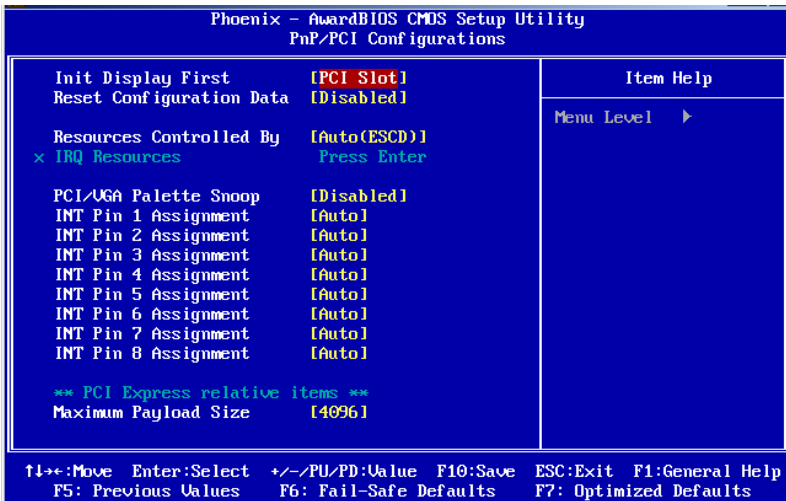 Phoenix - AwardBIOS CMOS Setup Utility
PnP/PCI Configurations
Init Display First [PCI Slot]
Reset Configuration Data [Disabled]
Resources Controlled By [Auto(ESCD)]
x IRQ Resources Press Enter
PCI/VGA Palette Snoop [Disabled]
INT Pin 1 Assignment [Auto]
INT Pin 2 Assignment [Auto]
INT Pin 3 Assignment [Auto]
INT Pin 4 Assignment [Auto]
INT Pin 5 Assignment [Auto]
INT Pin 6 Assignment [Auto]
INT Pin 7 Assignment [Auto]
INT Pin 8 Assignment [Auto]
** PCI Express relative items **
Maximum Payload Size [4096]
Item Help
Menu Level ▶
↑↓→←:Move Enter:Select +/-/PU/PD:Value F10:Save ESC:Exit F1:General Help
F5: Previous Values F6: Fail-Safe Defaults F7: Optimized Defaults